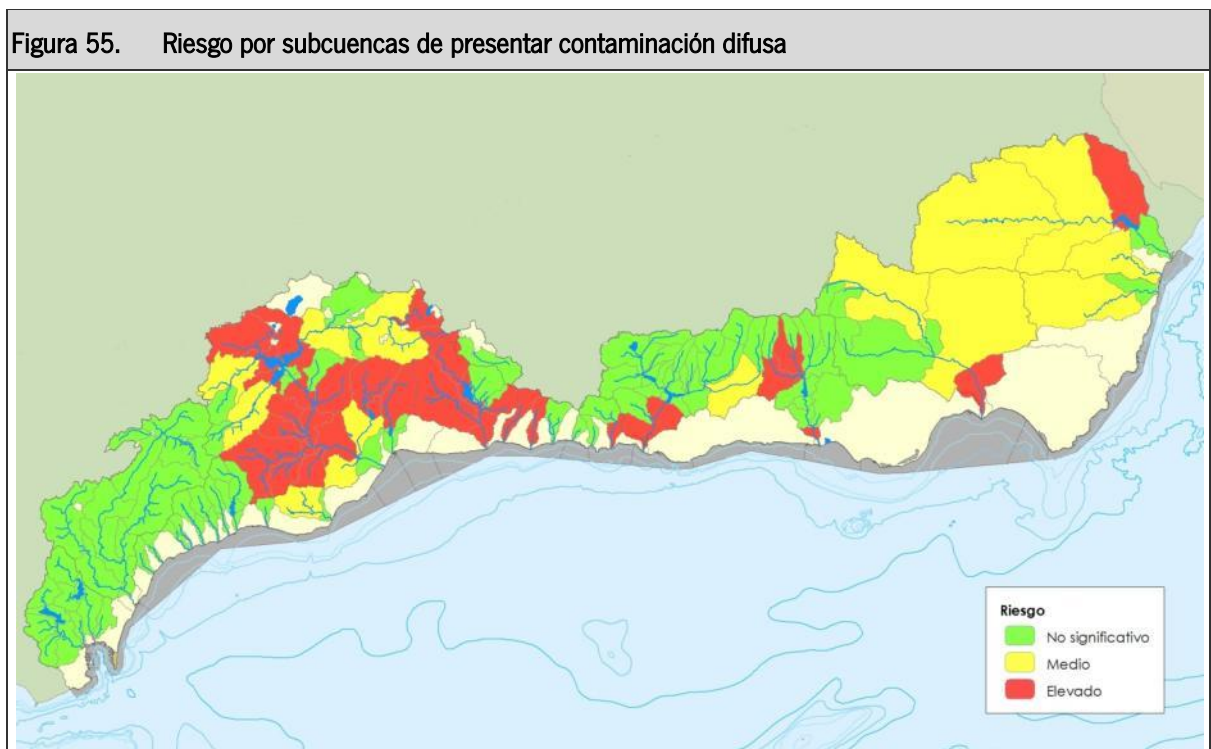 Figura 55. Riesgo por subcuencas de presentar contaminación difusa
Riesgo
No significativo
Medio
Elevado